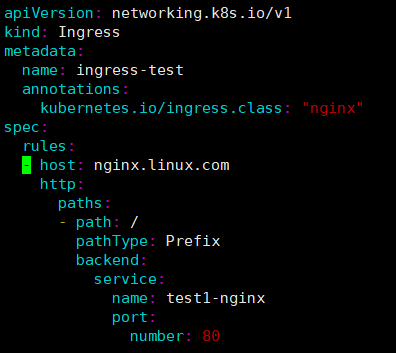 apiVersion: networking.k8s.io/v1
kind: Ingress
metadata:
  name: ingress-test
  annotations:
    kubernetes.io/ingress.class: "nginx"
spec:
  rules:
  - host: nginx.linux.com
    http:
      paths:
      - path: /
        pathType: Prefix
        backend:
          service:
            name: test1-nginx
            port:
              number: 80